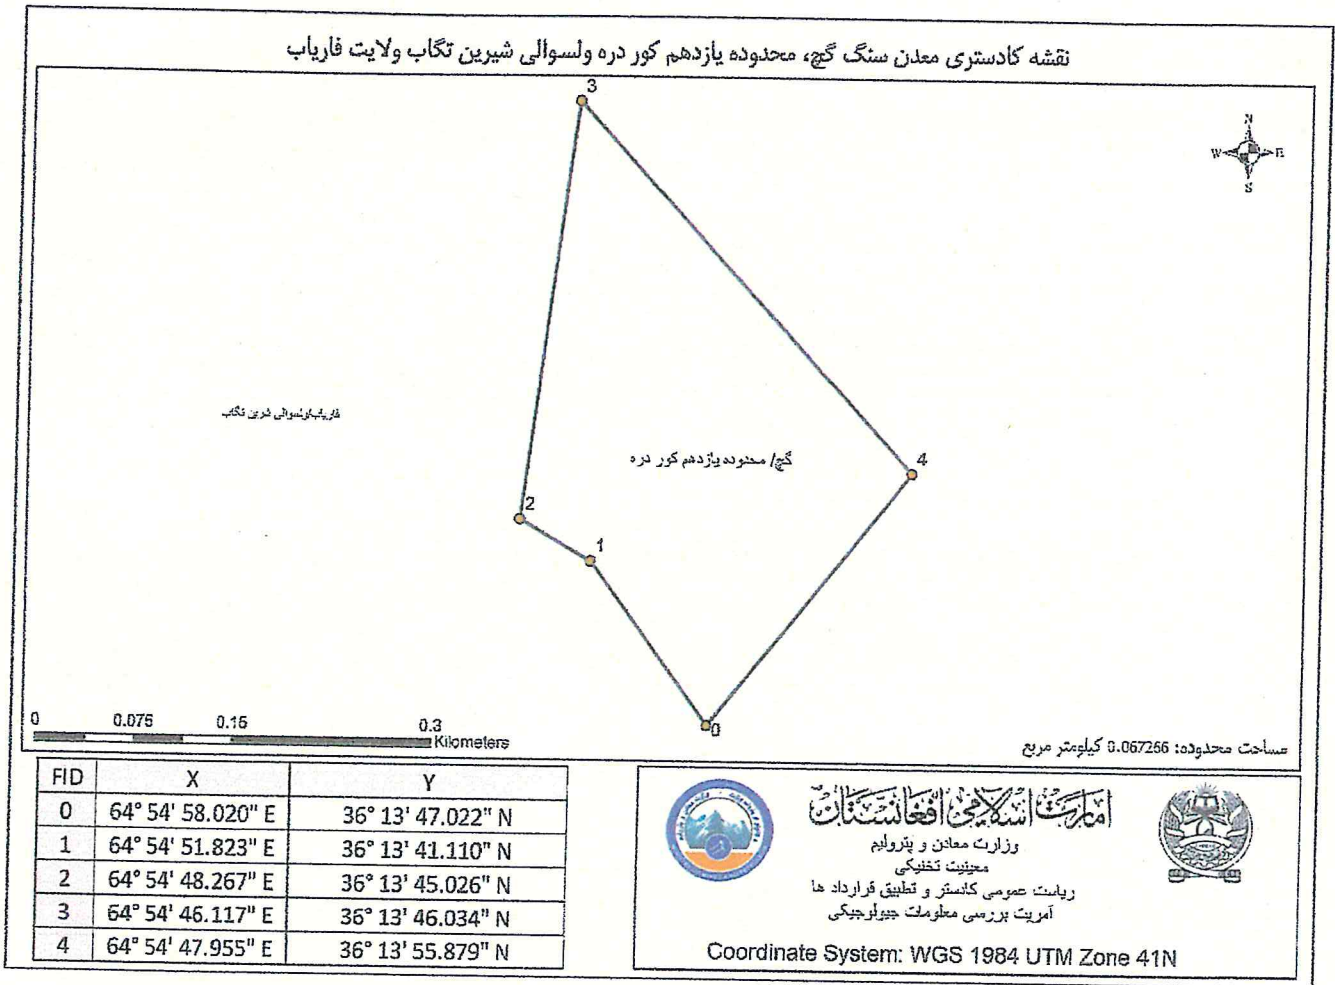 نقشه کادستری معدن سنگ گچ، محدوده یازدهم کور دره ولسوالی شیرین تگاب ولایت فاریاب
3
N
W E
S
فاریاب/ولسوالی شرین تگاب
گچ/ محدوده یازدهم کور دره
4
2
1
0
0 0.075 0.15 0.3
Kilometers
مساحت محدوده: 0.067256 کیلومتر مربع
FID X Y
0 64° 54' 58.020" E 36° 13' 47.022" N
1 64° 54' 51.823" E 36° 13' 41.110" N
2 64° 54' 48.267" E 36° 13' 45.026" N
3 64° 54' 46.117" E 36° 13' 46.034" N
4 64° 54' 47.955" E 36° 13' 55.879" N
امارت اسلامی افغانستان
وزارت معادن و پترولیم
معینیت تخنیکی
ریاست عمومی کادستر و تطبیق قرارداد ها
آمریت بررسی معلومات جیولوجیکی
Coordinate System: WGS 1984 UTM Zone 41N